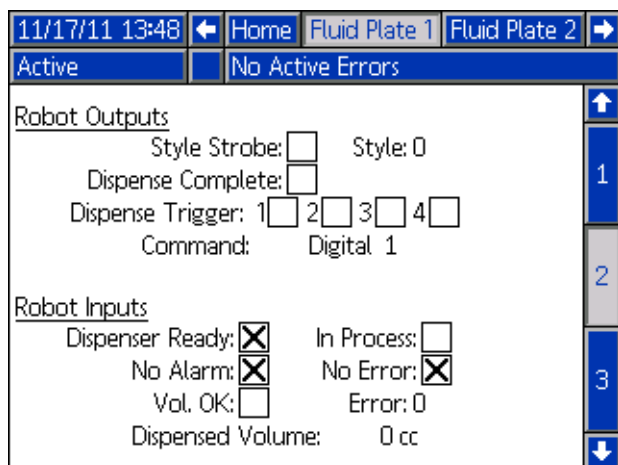 11/17/11 13:48 Home Fluid Plate 1 Fluid Plate 2
Active No Active Errors
Robot Outputs
Style Strobe: Style: 0
Dispense Complete:
Dispense Trigger: 1 2 3 4
Command: Digital 1
Robot Inputs
Dispenser Ready: In Process:
No Alarm: No Error:
Vol. OK: Error: 0
Dispensed Volume: 0 cc
1
2
3